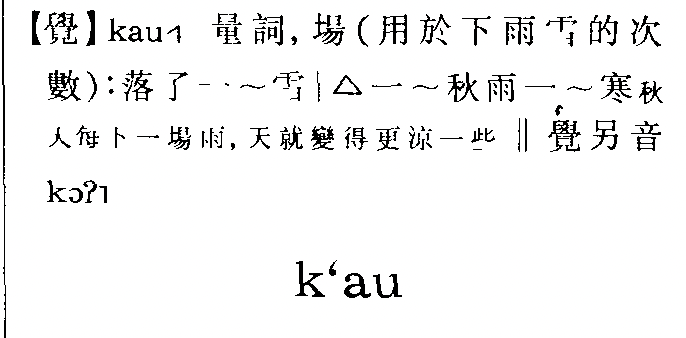 【覺】kau˧ 量詞，場（用於下雨雪的次
數）：落了一～雪｜△一～秋雨一～寒秋
天每下一場雨，天就變得更涼一些‖覺另音
kɔʔ˥
k‘au